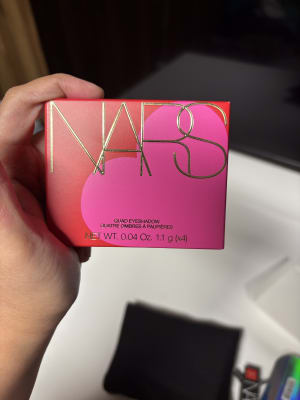 NARS
QUAD EYESHADOW
QUATRE OMBRES À PAUPIÈRES
NET WT. 0.04 Oz. 1.1 g (x4)